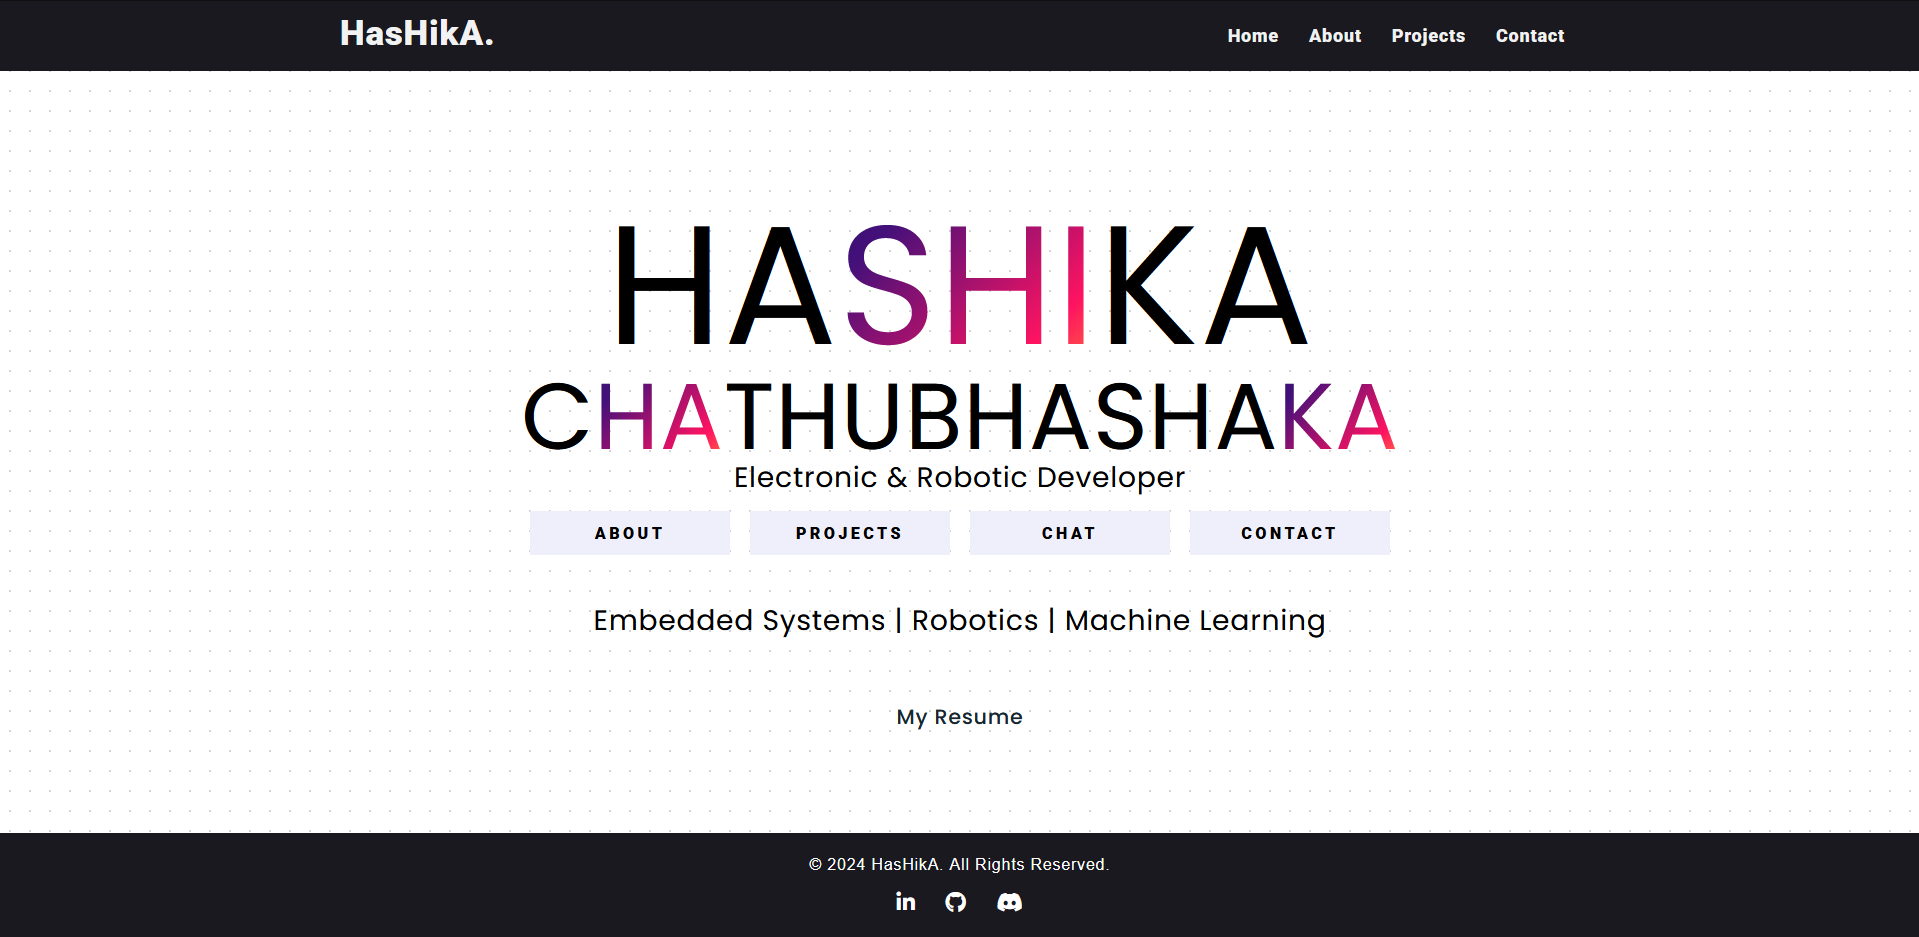 HasHikA.
Home About Projects Contact
HASHIKA
CHATHUBHASHAKA
Electronic & Robotic Developer
ABOUT PROJECTS CHAT CONTACT
Embedded Systems | Robotics | Machine Learning
My Resume
© 2024 HasHikA. All Rights Reserved.
in